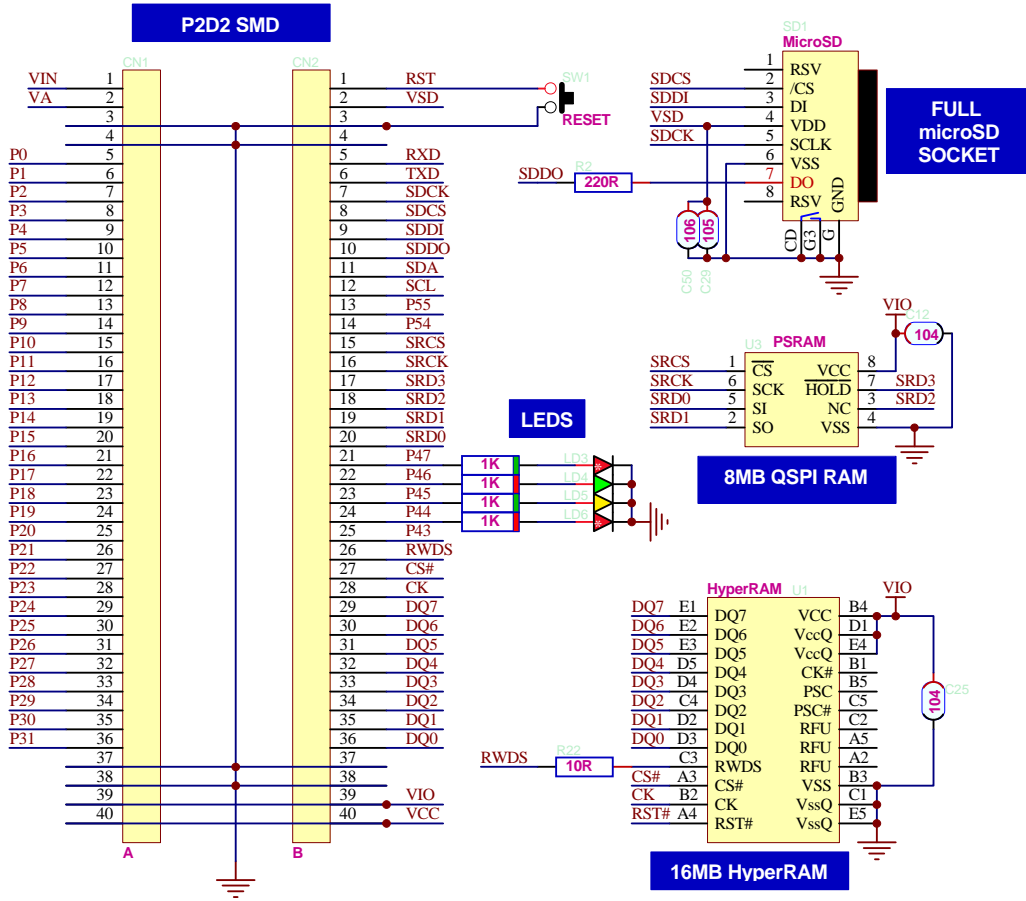 P2D2 SMD
CN1
CN2
VIN 1
VA 2
3
4
P0 5
P1 6
P2 7
P3 8
P4 9
P5 10
P6 11
P7 12
P8 13
P9 14
P10 15
P11 16
P12 17
P13 18
P14 19
P15 20
P16 21
P17 22
P18 23
P19 24
P20 25
P21 26
P22 27
P23 28
P24 29
P25 30
P26 31
P27 32
P28 33
P29 34
P30 35
P31 36
37
38
39
40
A
1 RST
2 VSD
3
4
5 RXD
6 TXD
7 SDCK
8 SDCS
9 SDDI
10 SDDO
11 SDA
12 SCL
13 P55
14 P54
15 SRCS
16 SRCK
17 SRD3
18 SRD2
19 SRD1
20 SRD0
21 P47
22 P46
23 P45
24 P44
25 P43
26 RWDS
27 CS#
28 CK
29 DQ7
30 DQ6
31 DQ5
32 DQ4
33 DQ3
34 DQ2
35 DQ1
36 DQ0
37
38
39 VIO
40 VCC
B
SW1
RESET
LEDS
1K LD3
1K LD4
1K LD5
1K LD6
SD1
MicroSD
1 RSV
SDCS 2 /CS
SDDI 3 DI
VSD 4 VDD
SDCK 5 SCLK
6 VSS
7 DO
8 RSV
GND
CD
G3
G
SDDO
R2
220R
106
105
C50
C29
FULL
microSD
SOCKET
VIO
C12
104
U3
PSRAM
SRCS 1 CS
SRCK 6 SCK
SRD0 5 SI
SRD1 2 SO
VCC 8
HOLD 7 SRD3
NC 3 SRD2
VSS 4
8MB QSPI RAM
HyperRAM
U1
VIO
DQ7 E1 DQ7
DQ6 E2 DQ6
DQ5 E3 DQ5
DQ4 D5 DQ4
DQ3 D4 DQ3
DQ2 C4 DQ2
DQ1 D2 DQ1
DQ0 D3 DQ0
RWDS
R22
10R
C3 RWDS
CS# A3 CS#
CK B2 CK
RST# A4 RST#
VCC B4
VccQ D1
VccQ E4
CK# B1
PSC B5
PSC# C5
RFU C2
RFU A5
RFU A2
VSS B3
VssQ C1
VssQ E5
104
C25
16MB HyperRAM